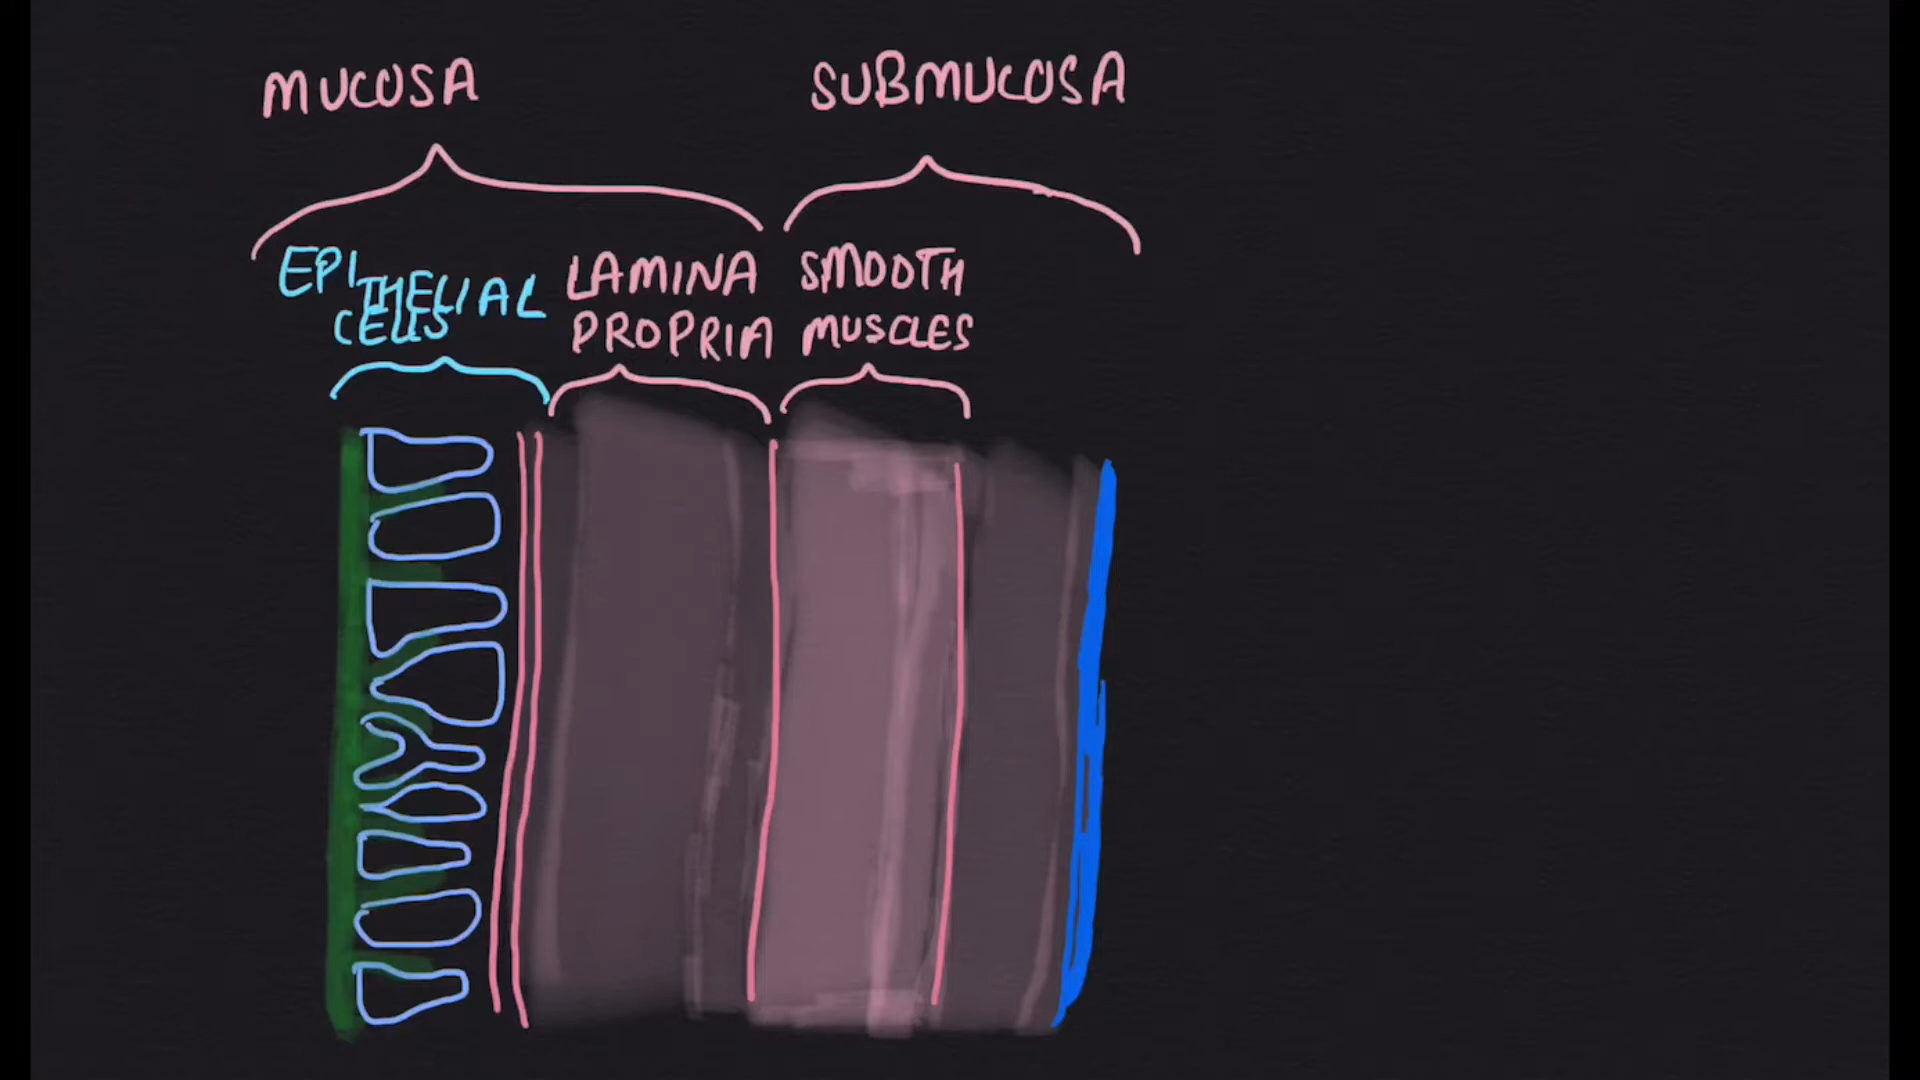 MUCOSA
SUBMUCOSA
EPITHELIAL
CELLS
LAMINA
PROPRIA
SMOOTH
MUSCLES